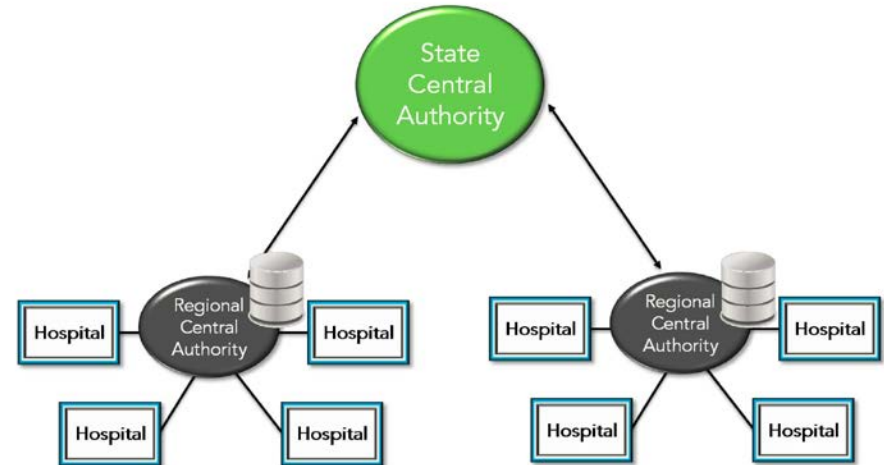 State
Central
Authority
Regional
Central
Authority
Hospital
Hospital
Hospital
Hospital
Regional
Central
Authority
Hospital
Hospital
Hospital
Hospital